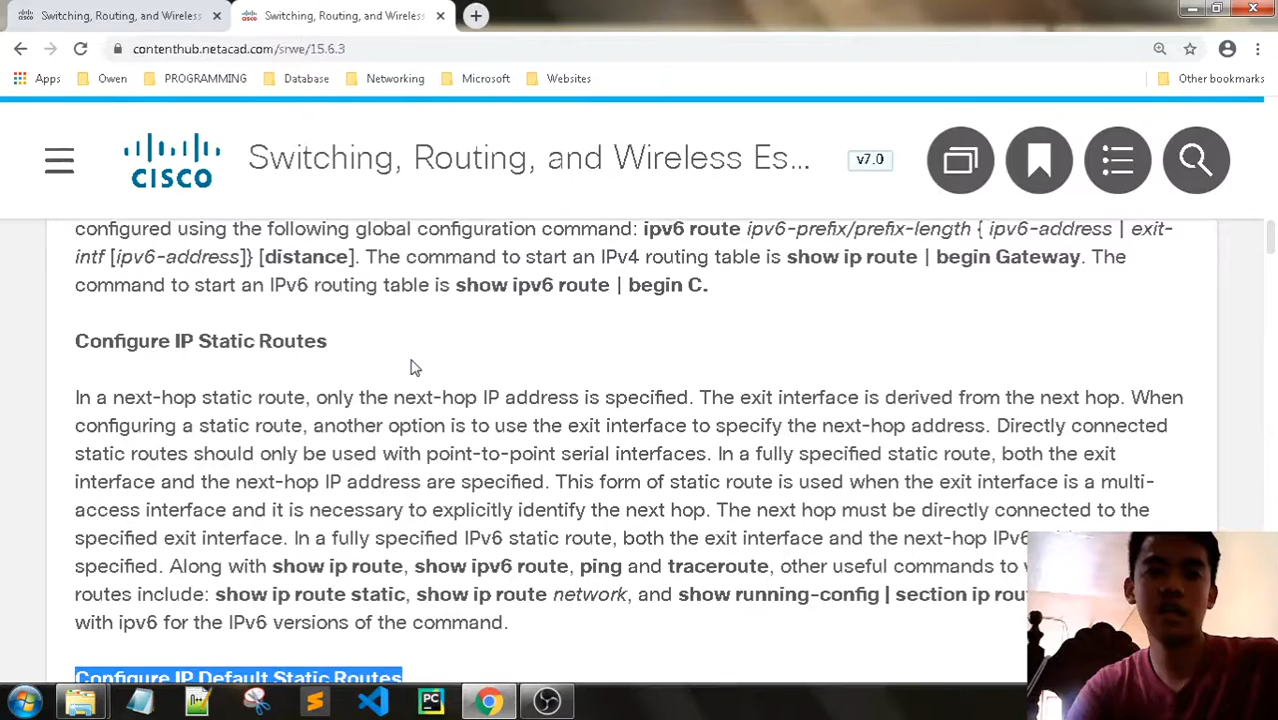 Switching, Routing, and Wireless
Switching, Routing, and Wireless
contenthub.netacad.com/srwe/15.6.3
Apps Owen PROGRAMMING Database Networking Microsoft Websites Other bookmarks
CISCO
Switching, Routing, and Wireless Es...
v7.0
configured using the following global configuration command: ipv6 route ipv6-prefix/prefix-length { ipv6-address | exit-
intf [ipv6-address]} [distance]. The command to start an IPv4 routing table is show ip route | begin Gateway. The
command to start an IPv6 routing table is show ipv6 route | begin C.
Configure IP Static Routes
In a next-hop static route, only the next-hop IP address is specified. The exit interface is derived from the next hop. When
configuring a static route, another option is to use the exit interface to specify the next-hop address. Directly connected
static routes should only be used with point-to-point serial interfaces. In a fully specified static route, both the exit
interface and the next-hop IP address are specified. This form of static route is used when the exit interface is a multi-
access interface and it is necessary to explicitly identify the next hop. The next hop must be directly connected to the
specified exit interface. In a fully specified IPv6 static route, both the exit interface and the next-hop IPv6
specified. Along with show ip route, show ipv6 route, ping and traceroute, other useful commands to
routes include: show ip route static, show ip route network, and show running-config | section ip
with ipv6 for the IPv6 versions of the command.
Configure IP Default Static Routes
PC